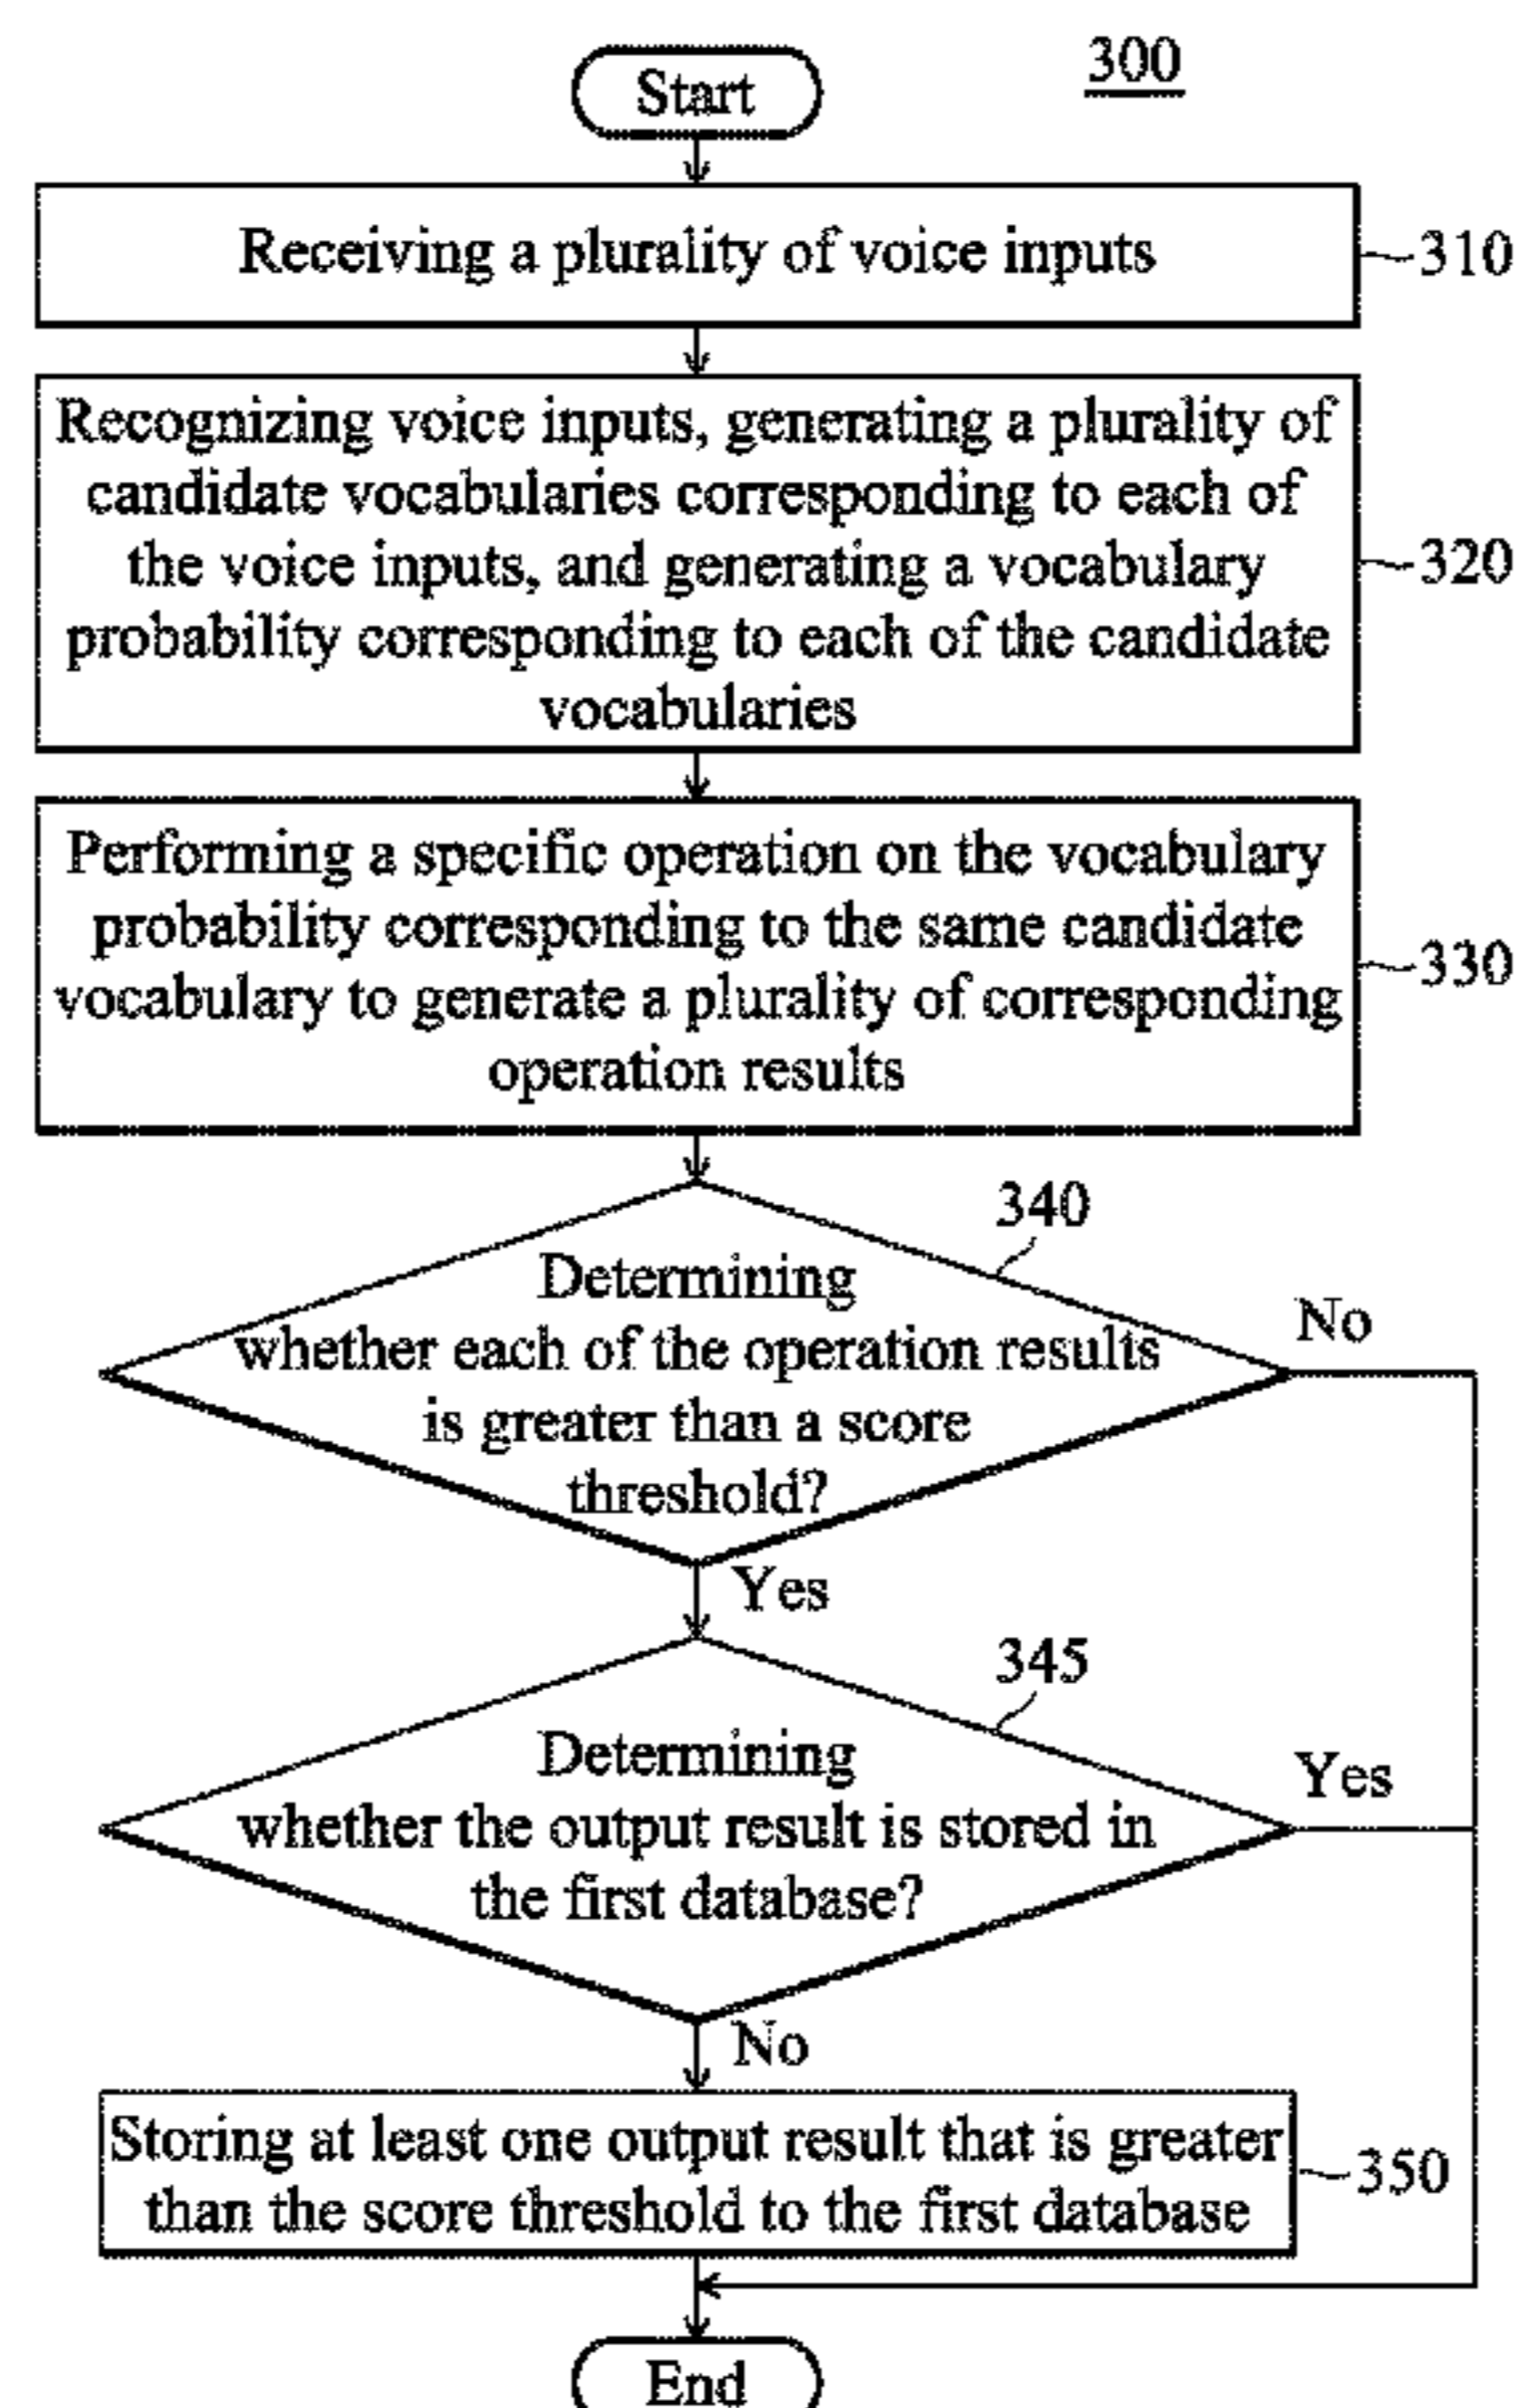 300
Start
Receiving a plurality of voice inputs
310
Recognizing voice inputs, generating a plurality of
candidate vocabularies corresponding to each of
the voice inputs, and generating a vocabulary
probability corresponding to each of the candidate
vocabularies
320
Performing a specific operation on the vocabulary
probability corresponding to the same candidate
vocabulary to generate a plurality of corresponding
operation results
330
340
Determining
whether each of the operation results
is greater than a score
threshold?
No
Yes
345
Determining
whether the output result is stored in
the first database?
Yes
No
Storing at least one output result that is greater
than the score threshold to the first database
350
End